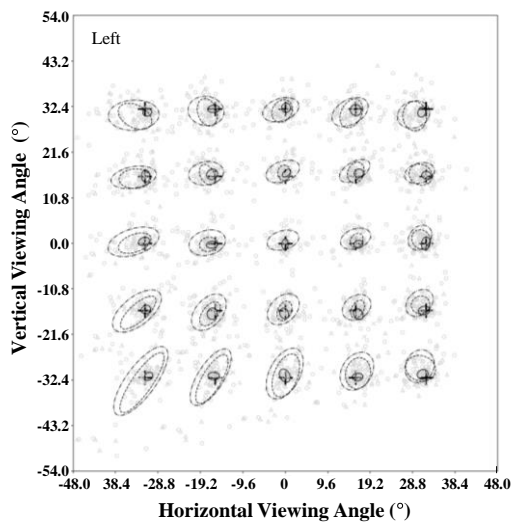 54.0
Left
43.2
32.4
21.6
10.8
0.0
-10.8
-21.6
-32.4
-43.2
-54.0
Vertical Viewing Angle (°)
-48.0 38.4 -28.8 -19.2 -9.6 0 9.6 19.2 28.8 38.4 48.0
Horizontal Viewing Angle (°)